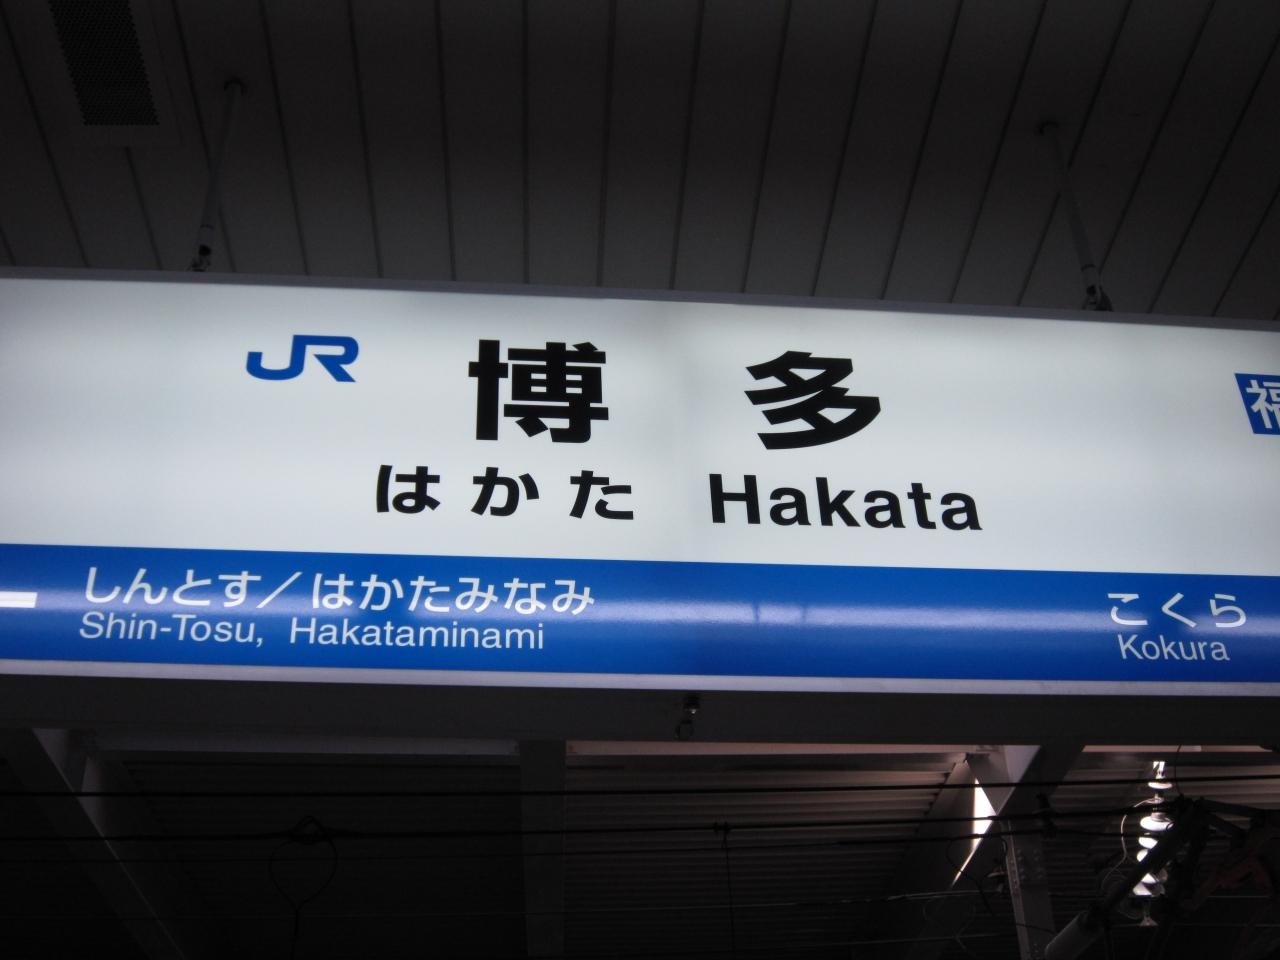 JR 博多 福
はかた Hakata
しんとす/はかたみなみ こくら
Shin-Tosu, Hakataminami Kokura